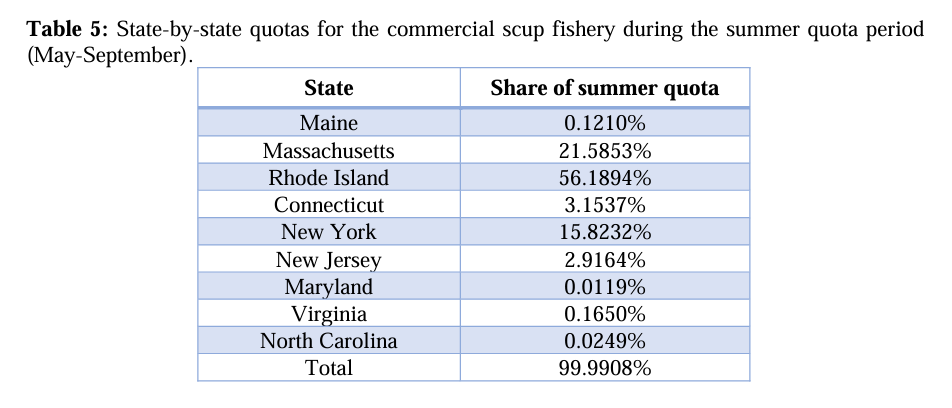 Table 5: State-by-state quotas for the commercial scup fishery during the summer quota period
(May-September).
State Share of summer quota
Maine 0.1210%
Massachusetts 21.5853%
Rhode Island 56.1894%
Connecticut 3.1537%
New York 15.8232%
New Jersey 2.9164%
Maryland 0.0119%
Virginia 0.1650%
North Carolina 0.0249%
Total 99.9908%